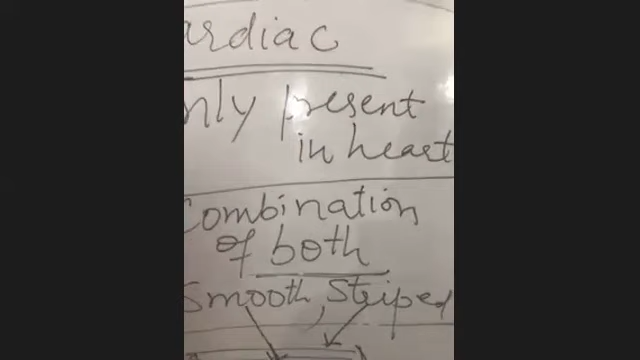 ardiac
nly present
in heart
Combination
of both
Smooth, Striped